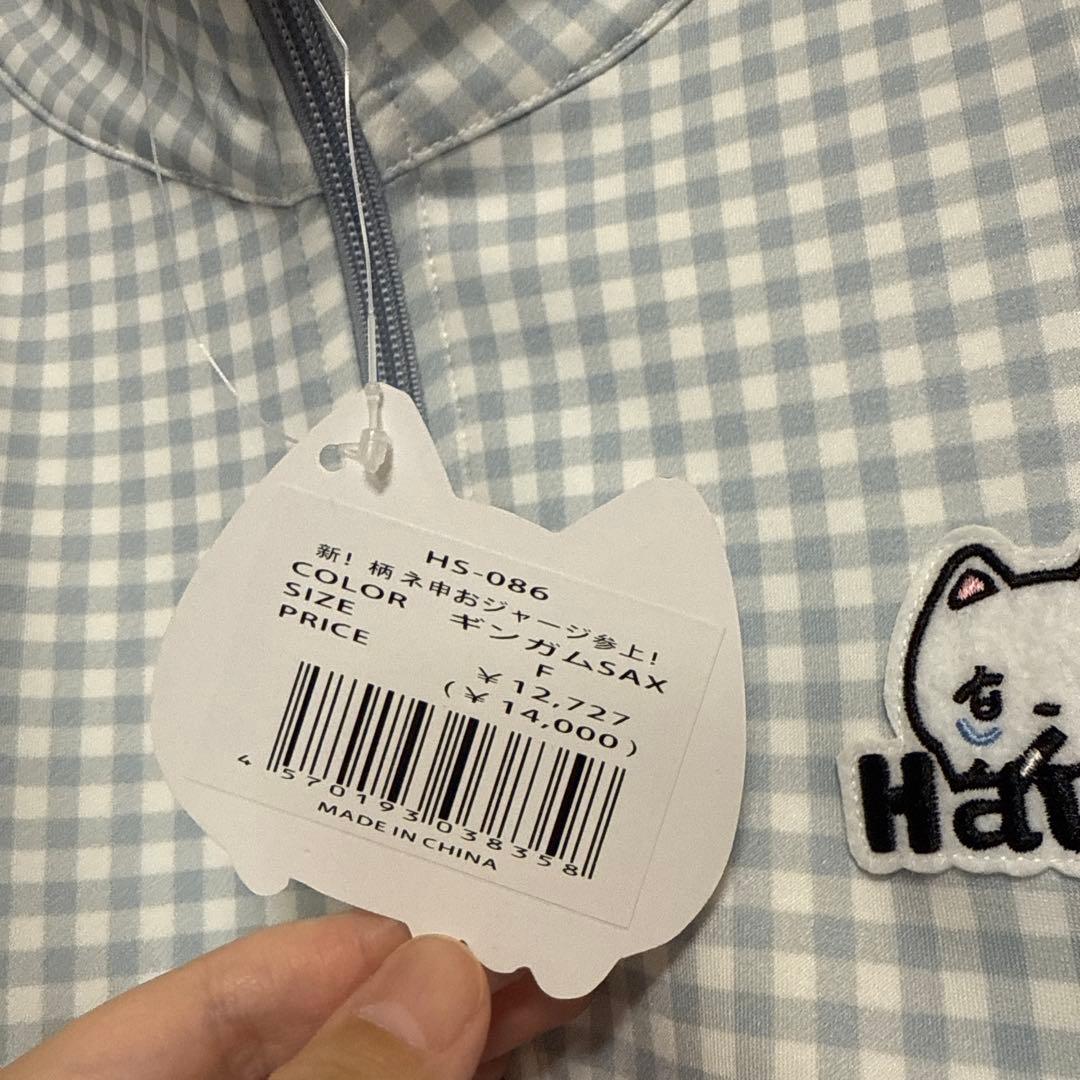 HS-086
新! 柄ネ申おジャージ参上!
COLOR ギンガムSAX
SIZE F
PRICE ¥12,727
(¥14,000)
4570193038358
MADE IN CHINA